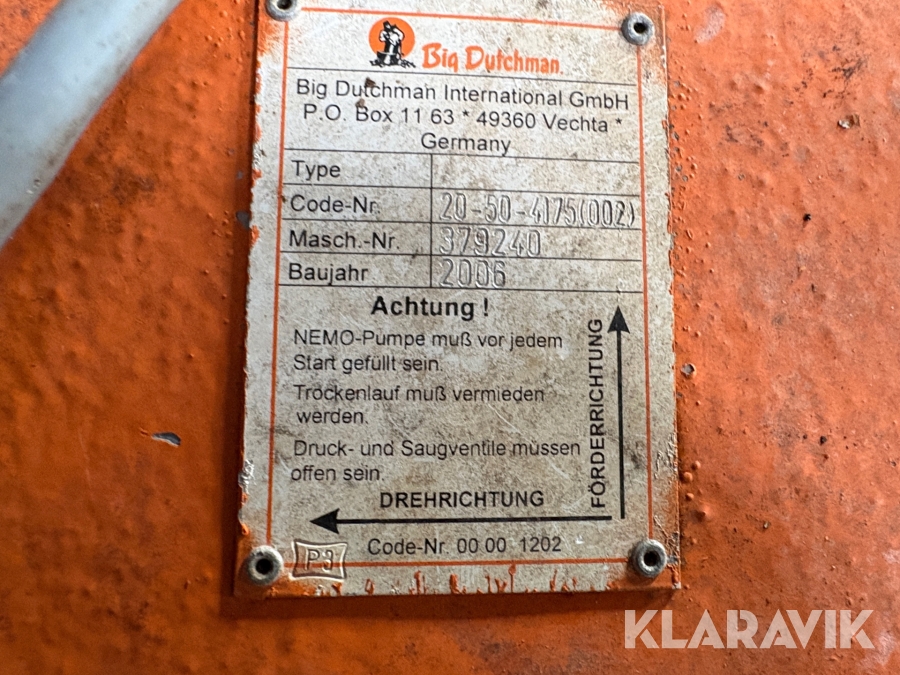 Big Dutchman
Big Dutchman International GmbH
P.O. Box 11 63 * 49360 Vechta *
Germany
Type
Code-Nr. 20-50-4175(002)
Masch.-Nr. 379240
Baujahr 2006
Achtung !
NEMO-Pumpe muß vor jedem
Start gefüllt sein.
Trockenlauf muß vermieden
werden.
Druck- und Saugventile müssen
offen sein.
FÖRDERRICHTUNG
DREHRICHTUNG
P3
Code-Nr. 00 00 1202
KLARAVIK